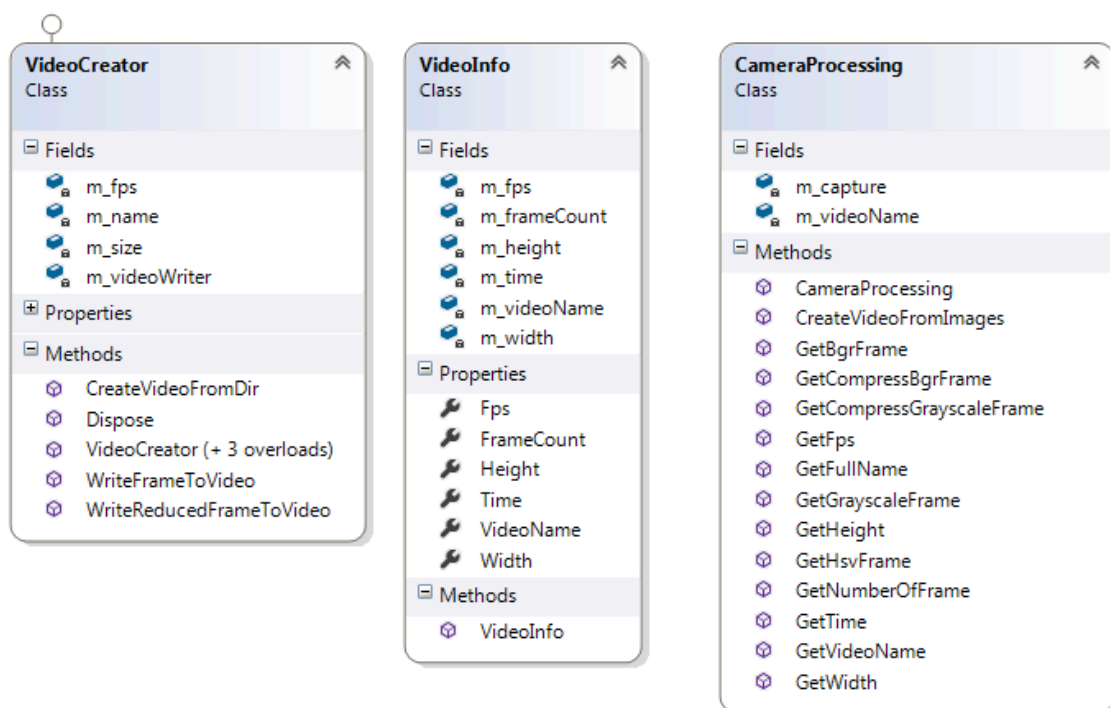 VideoCreator
Class
Fields
m_fps
m_name
m_size
m_videoWriter
Properties
Methods
CreateVideoFromDir
Dispose
VideoCreator (+ 3 overloads)
WriteFrameToVideo
WriteReducedFrameToVideo
VideoInfo
Class
Fields
m_fps
m_frameCount
m_height
m_time
m_videoName
m_width
Properties
Fps
FrameCount
Height
Time
VideoName
Width
Methods
VideoInfo
CameraProcessing
Class
Fields
m_capture
m_videoName
Methods
CameraProcessing
CreateVideoFromImages
GetBgrFrame
GetCompressBgrFrame
GetCompressGrayscaleFrame
GetFps
GetFullName
GetGrayscaleFrame
GetHeight
GetHsvFrame
GetNumberOfFrame
GetTime
GetVideoName
GetWidth